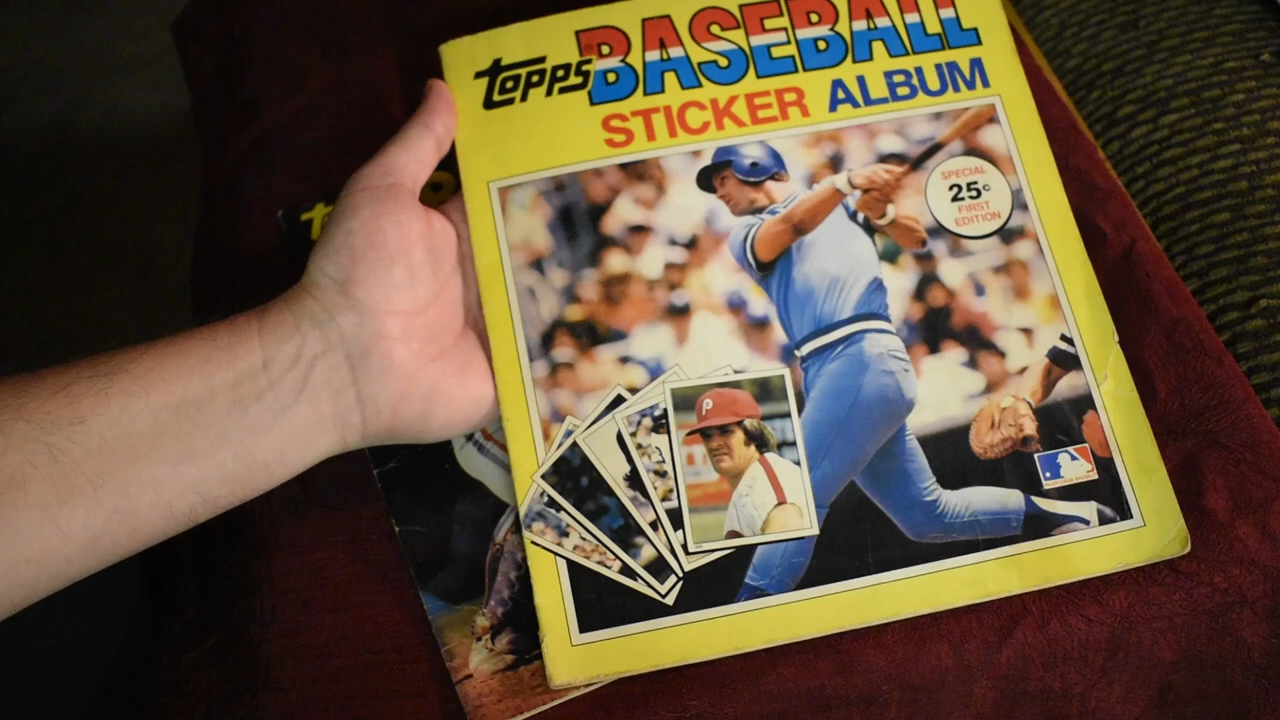 topps BASEBALL
STICKER ALBUM
SPECIAL
25¢
FIRST
EDITION
P